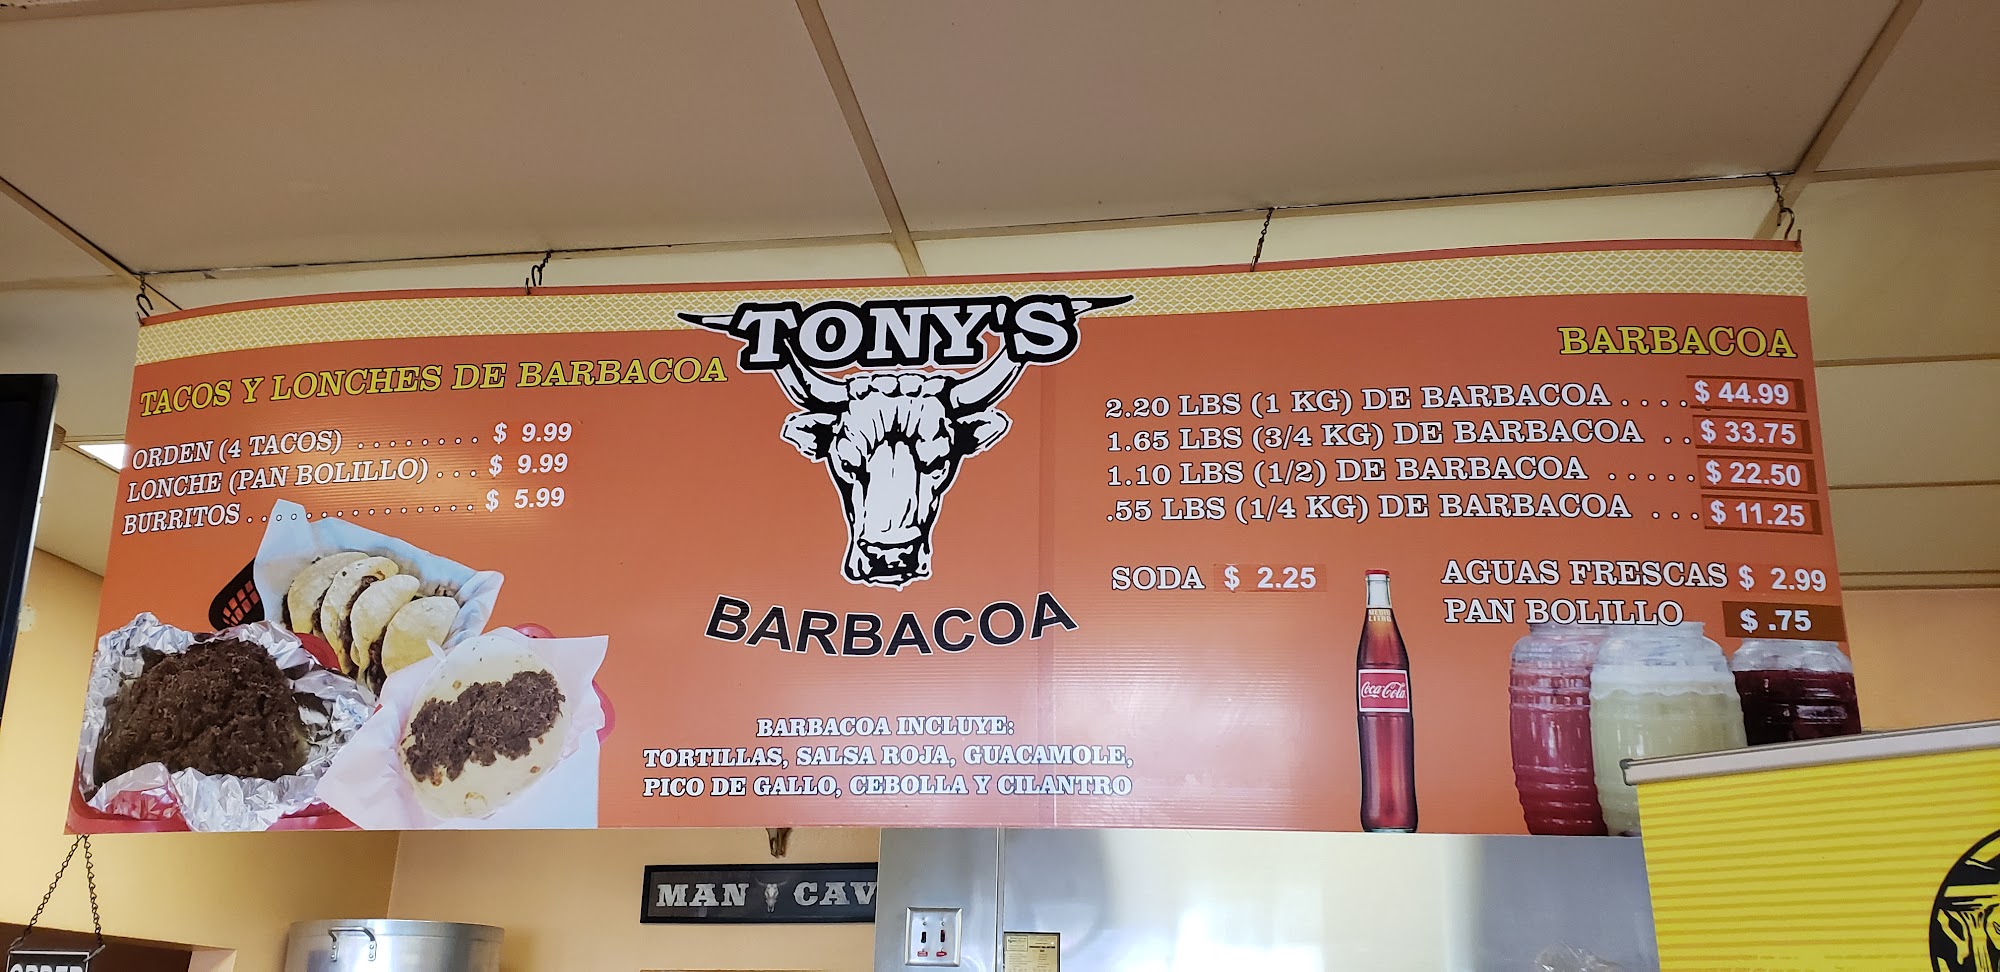 TONY'S
BARBACOA
TACOS Y LONCHES DE BARBACOA
ORDEN (4 TACOS) ........ $ 9.99
LONCHE (PAN BOLILLO) ... $ 9.99
BURRITOS .............. $ 5.99
BARBACOA
2.20 LBS (1 KG) DE BARBACOA .... $ 44.99
1.65 LBS (3/4 KG) DE BARBACOA .. $ 33.75
1.10 LBS (1/2) DE BARBACOA ..... $ 22.50
.55 LBS (1/4 KG) DE BARBACOA ... $ 11.25
SODA $ 2.25
AGUAS FRESCAS $ 2.99
PAN BOLILLO $ .75
MEDIO
LITRO
Coca-Cola
BARBACOA INCLUYE:
TORTILLAS, SALSA ROJA, GUACAMOLE,
PICO DE GALLO, CEBOLLA Y CILANTRO
MAN CAV
ORDER